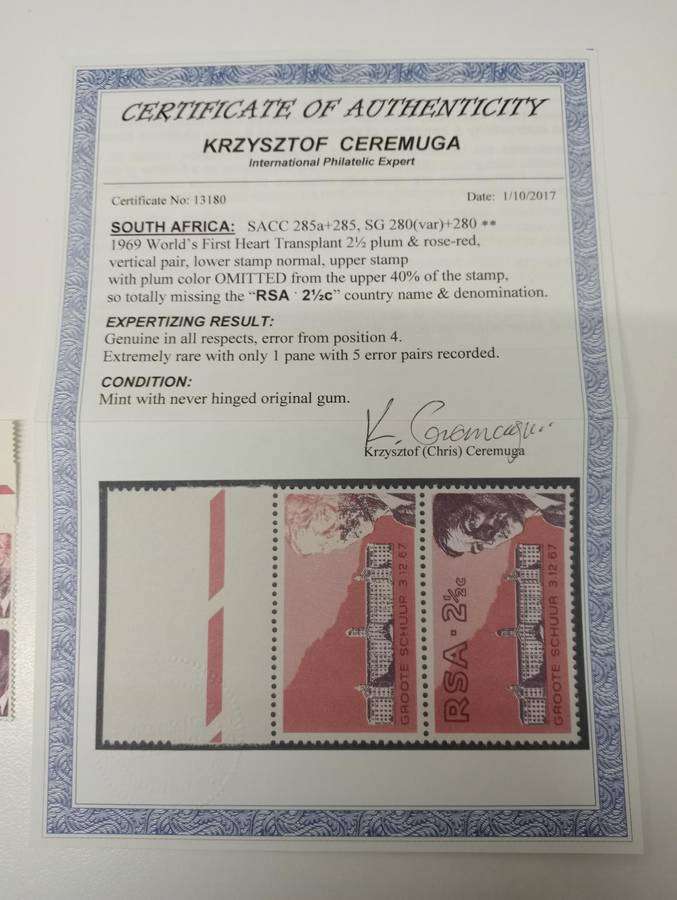 CERTIFICATE OF AUTHENTICITY
KRZYSZTOF CEREMUGA
International Philatelic Expert
Certificate No: 13180 Date: 1/10/2017
SOUTH AFRICA: SACC 285a+285, SG 280(var)+280 **
1969 World's First Heart Transplant 2½ plum & rose-red,
vertical pair, lower stamp normal, upper stamp
with plum color OMITTED from the upper 40% of the stamp,
so totally missing the "RSA · 2½c" country name & denomination.
EXPERTIZING RESULT:
Genuine in all respects, error from position 4.
Extremely rare with only 1 pane with 5 error pairs recorded.
CONDITION:
Mint with never hinged original gum.
K. Ceremuga
Krzysztof (Chris) Ceremuga
GROOTE SCHUUR 3 12 67
RSA · 2½c
GROOTE SCHUUR 3 12 67